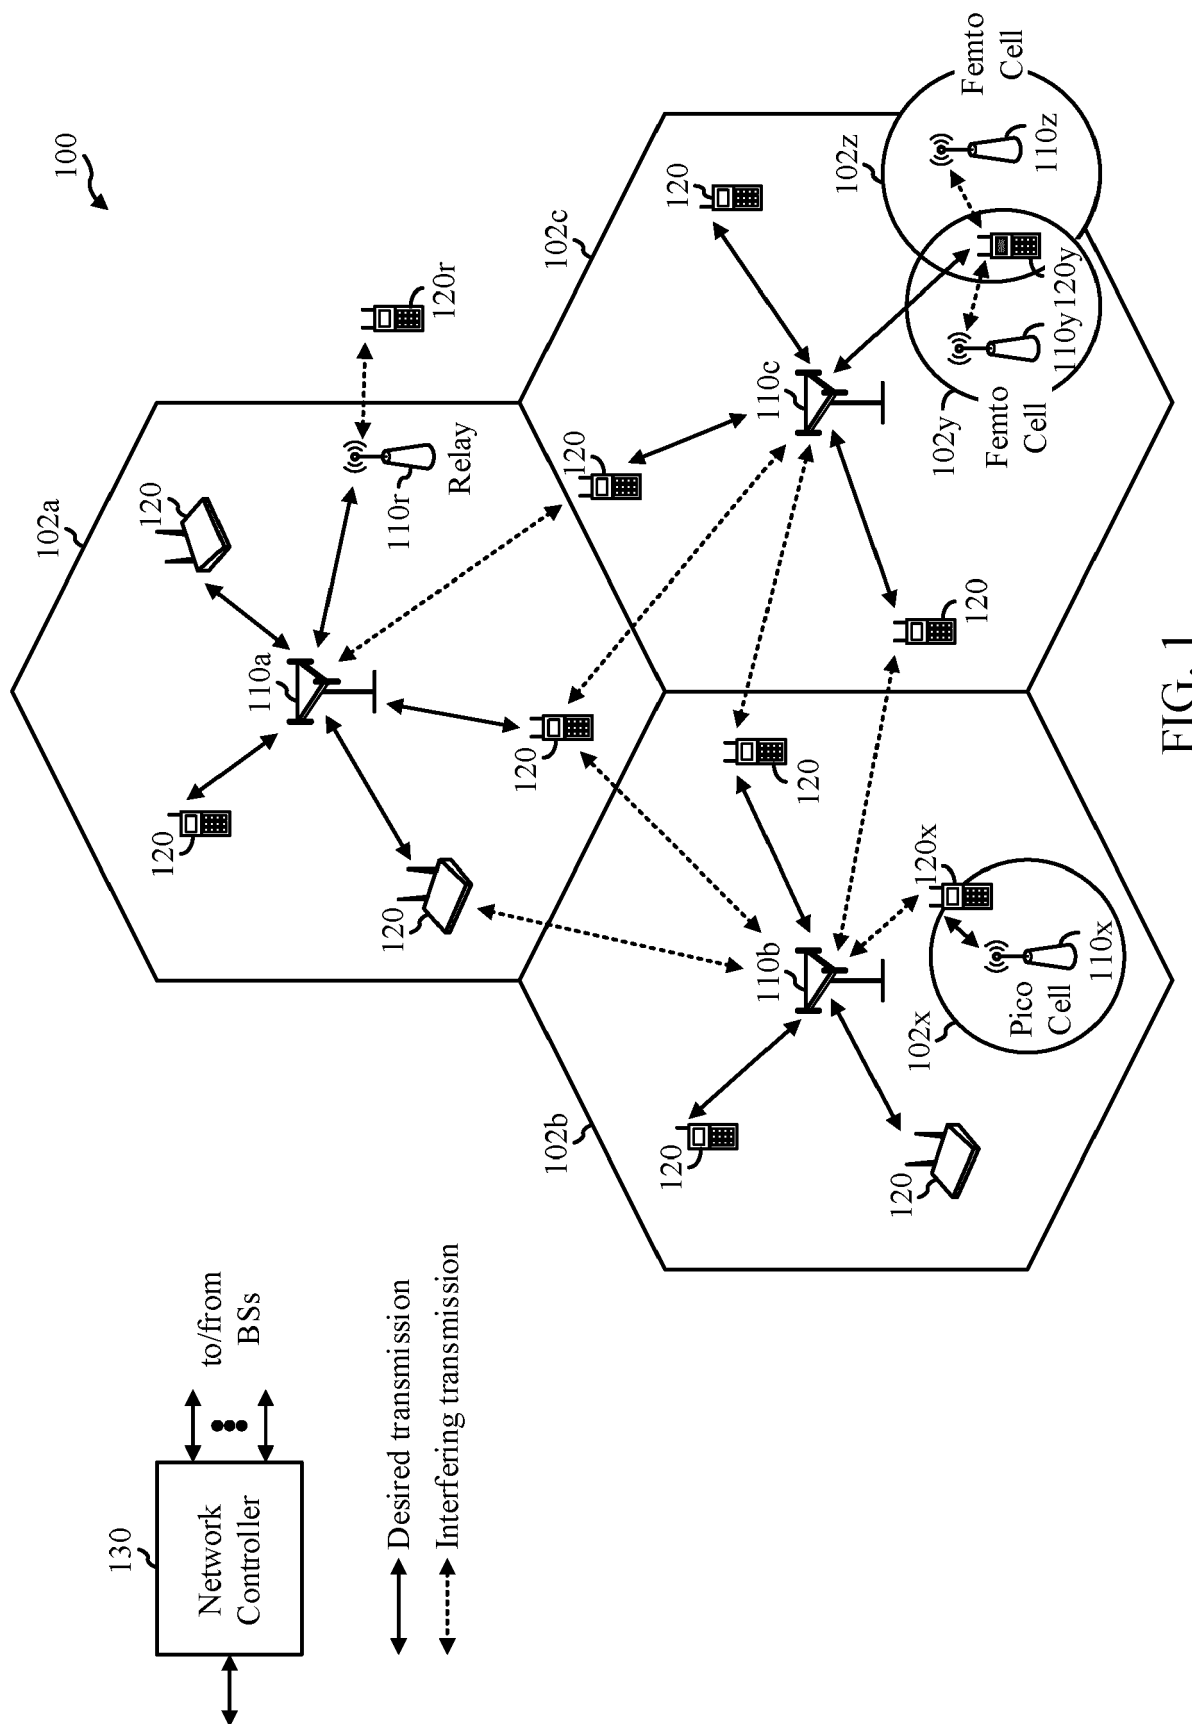 100
130
Network
Controller
to/from
BSs
Desired transmission
Interfering transmission
102a
120
120
110a
120
120
110r
Relay
120r
102b
120
110b
120
120
120
102x
Pico
Cell
110x
120x
102c
120
120
110c
120
102y
Femto
Cell
110y
120y
102z
110z
Femto
Cell
FIG. 1